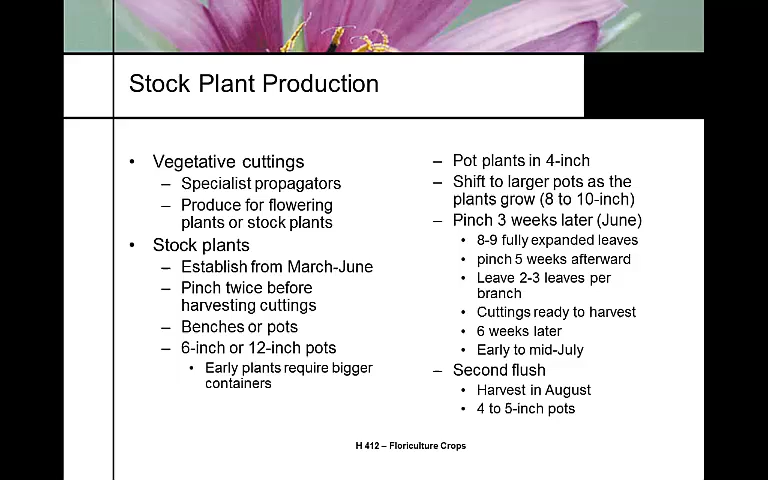 Stock Plant Production
• Vegetative cuttings
– Specialist propagators
– Produce for flowering
plants or stock plants
• Stock plants
– Establish from March-June
– Pinch twice before
harvesting cuttings
– Benches or pots
– 6-inch or 12-inch pots
• Early plants require bigger
containers
– Pot plants in 4-inch
– Shift to larger pots as the
plants grow (8 to 10-inch)
– Pinch 3 weeks later (June)
• 8-9 fully expanded leaves
• pinch 5 weeks afterward
• Leave 2-3 leaves per
branch
• Cuttings ready to harvest
• 6 weeks later
• Early to mid-July
– Second flush
• Harvest in August
• 4 to 5-inch pots
H 412 – Floriculture Crops